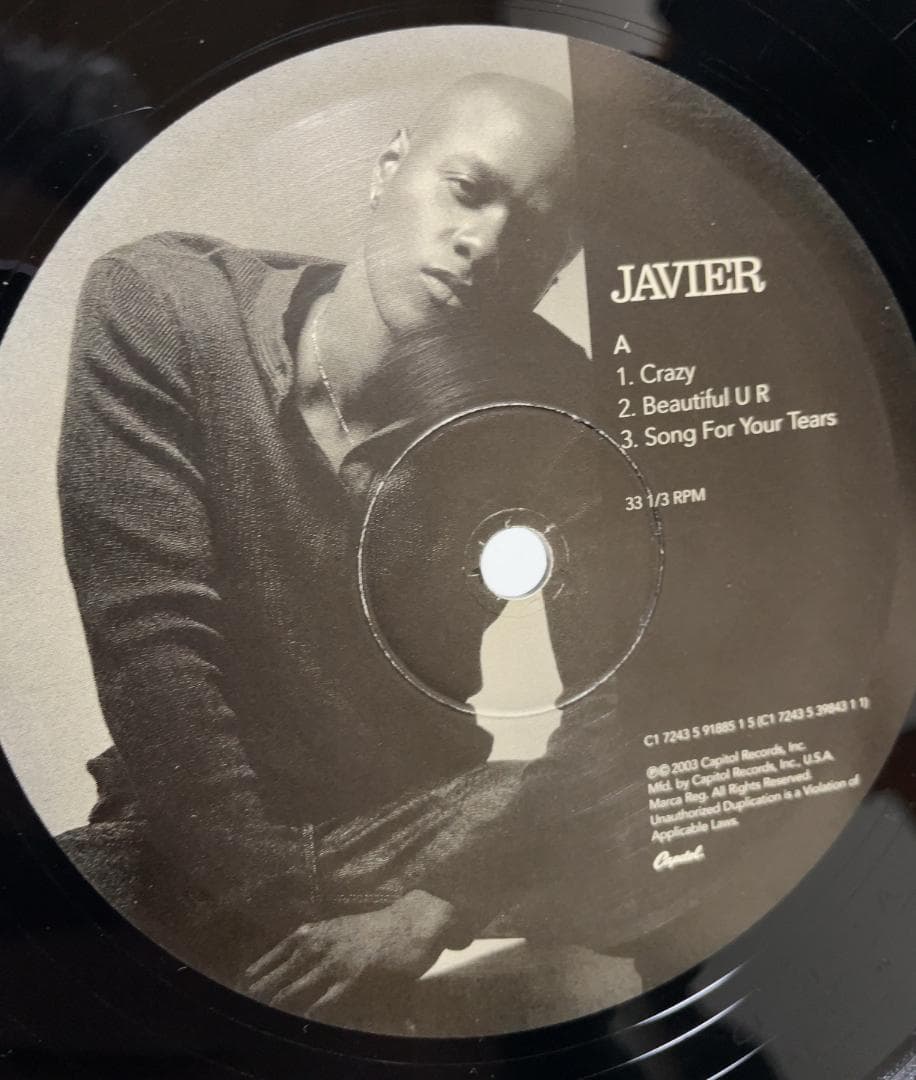 JAVIER
A
1. Crazy
2. Beautiful U R
3. Song For Your Tears
33 1/3 RPM
C1 7243 5 91885 1 5 (C1 7243 5 39843 1 1)
℗© 2003 Capitol Records, Inc.
Mfd. by Capitol Records, Inc., U.S.A.
Marca Reg. All Rights Reserved.
Unauthorized Duplication is a Violation of
Applicable Laws.
Capitol